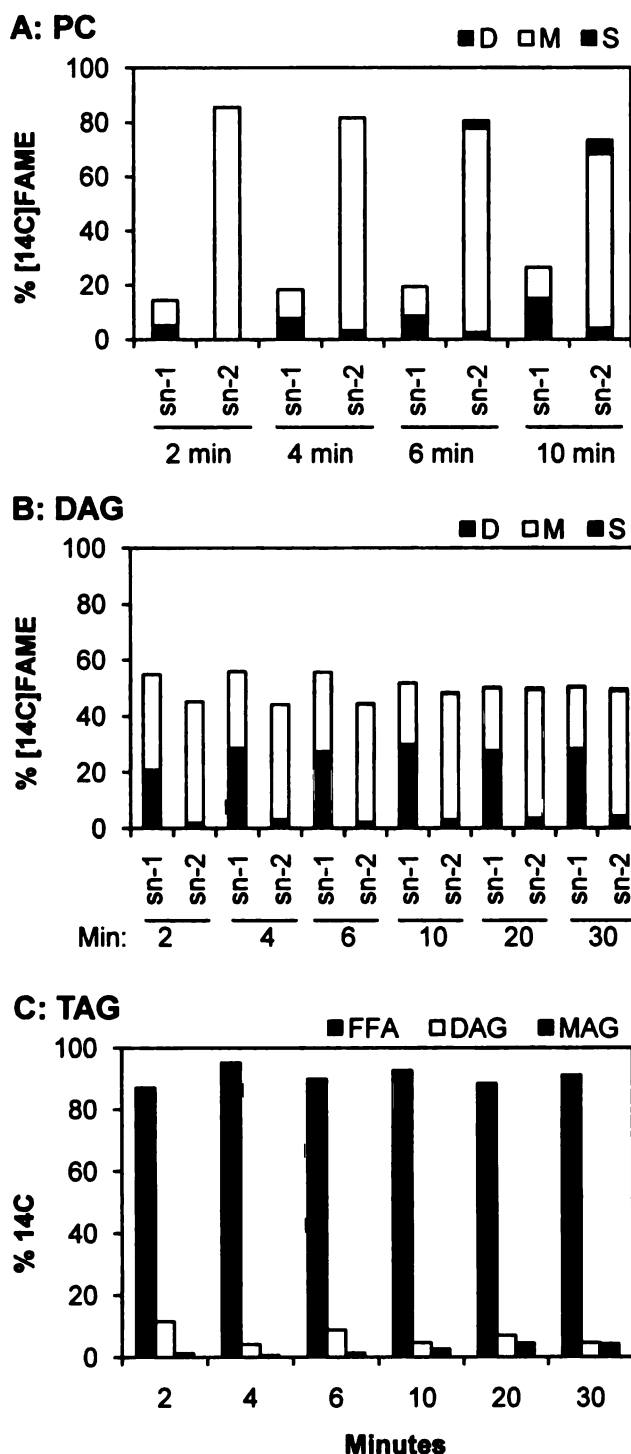 A: PC
D M S
100
80
60
40
20
0
% [14C]FAME
sn-1 sn-2 sn-1 sn-2 sn-1 sn-2 sn-1 sn-2
2 min 4 min 6 min 10 min
B: DAG
D M S
100
80
60
40
20
0
% [14C]FAME
sn-1 sn-2 sn-1 sn-2 sn-1 sn-2 sn-1 sn-2 sn-1 sn-2 sn-1 sn-2
Min: 2 4 6 10 20 30
C: TAG
FFA DAG MAG
100
80
60
40
20
0
% 14C
2 4 6 10 20 30
Minutes